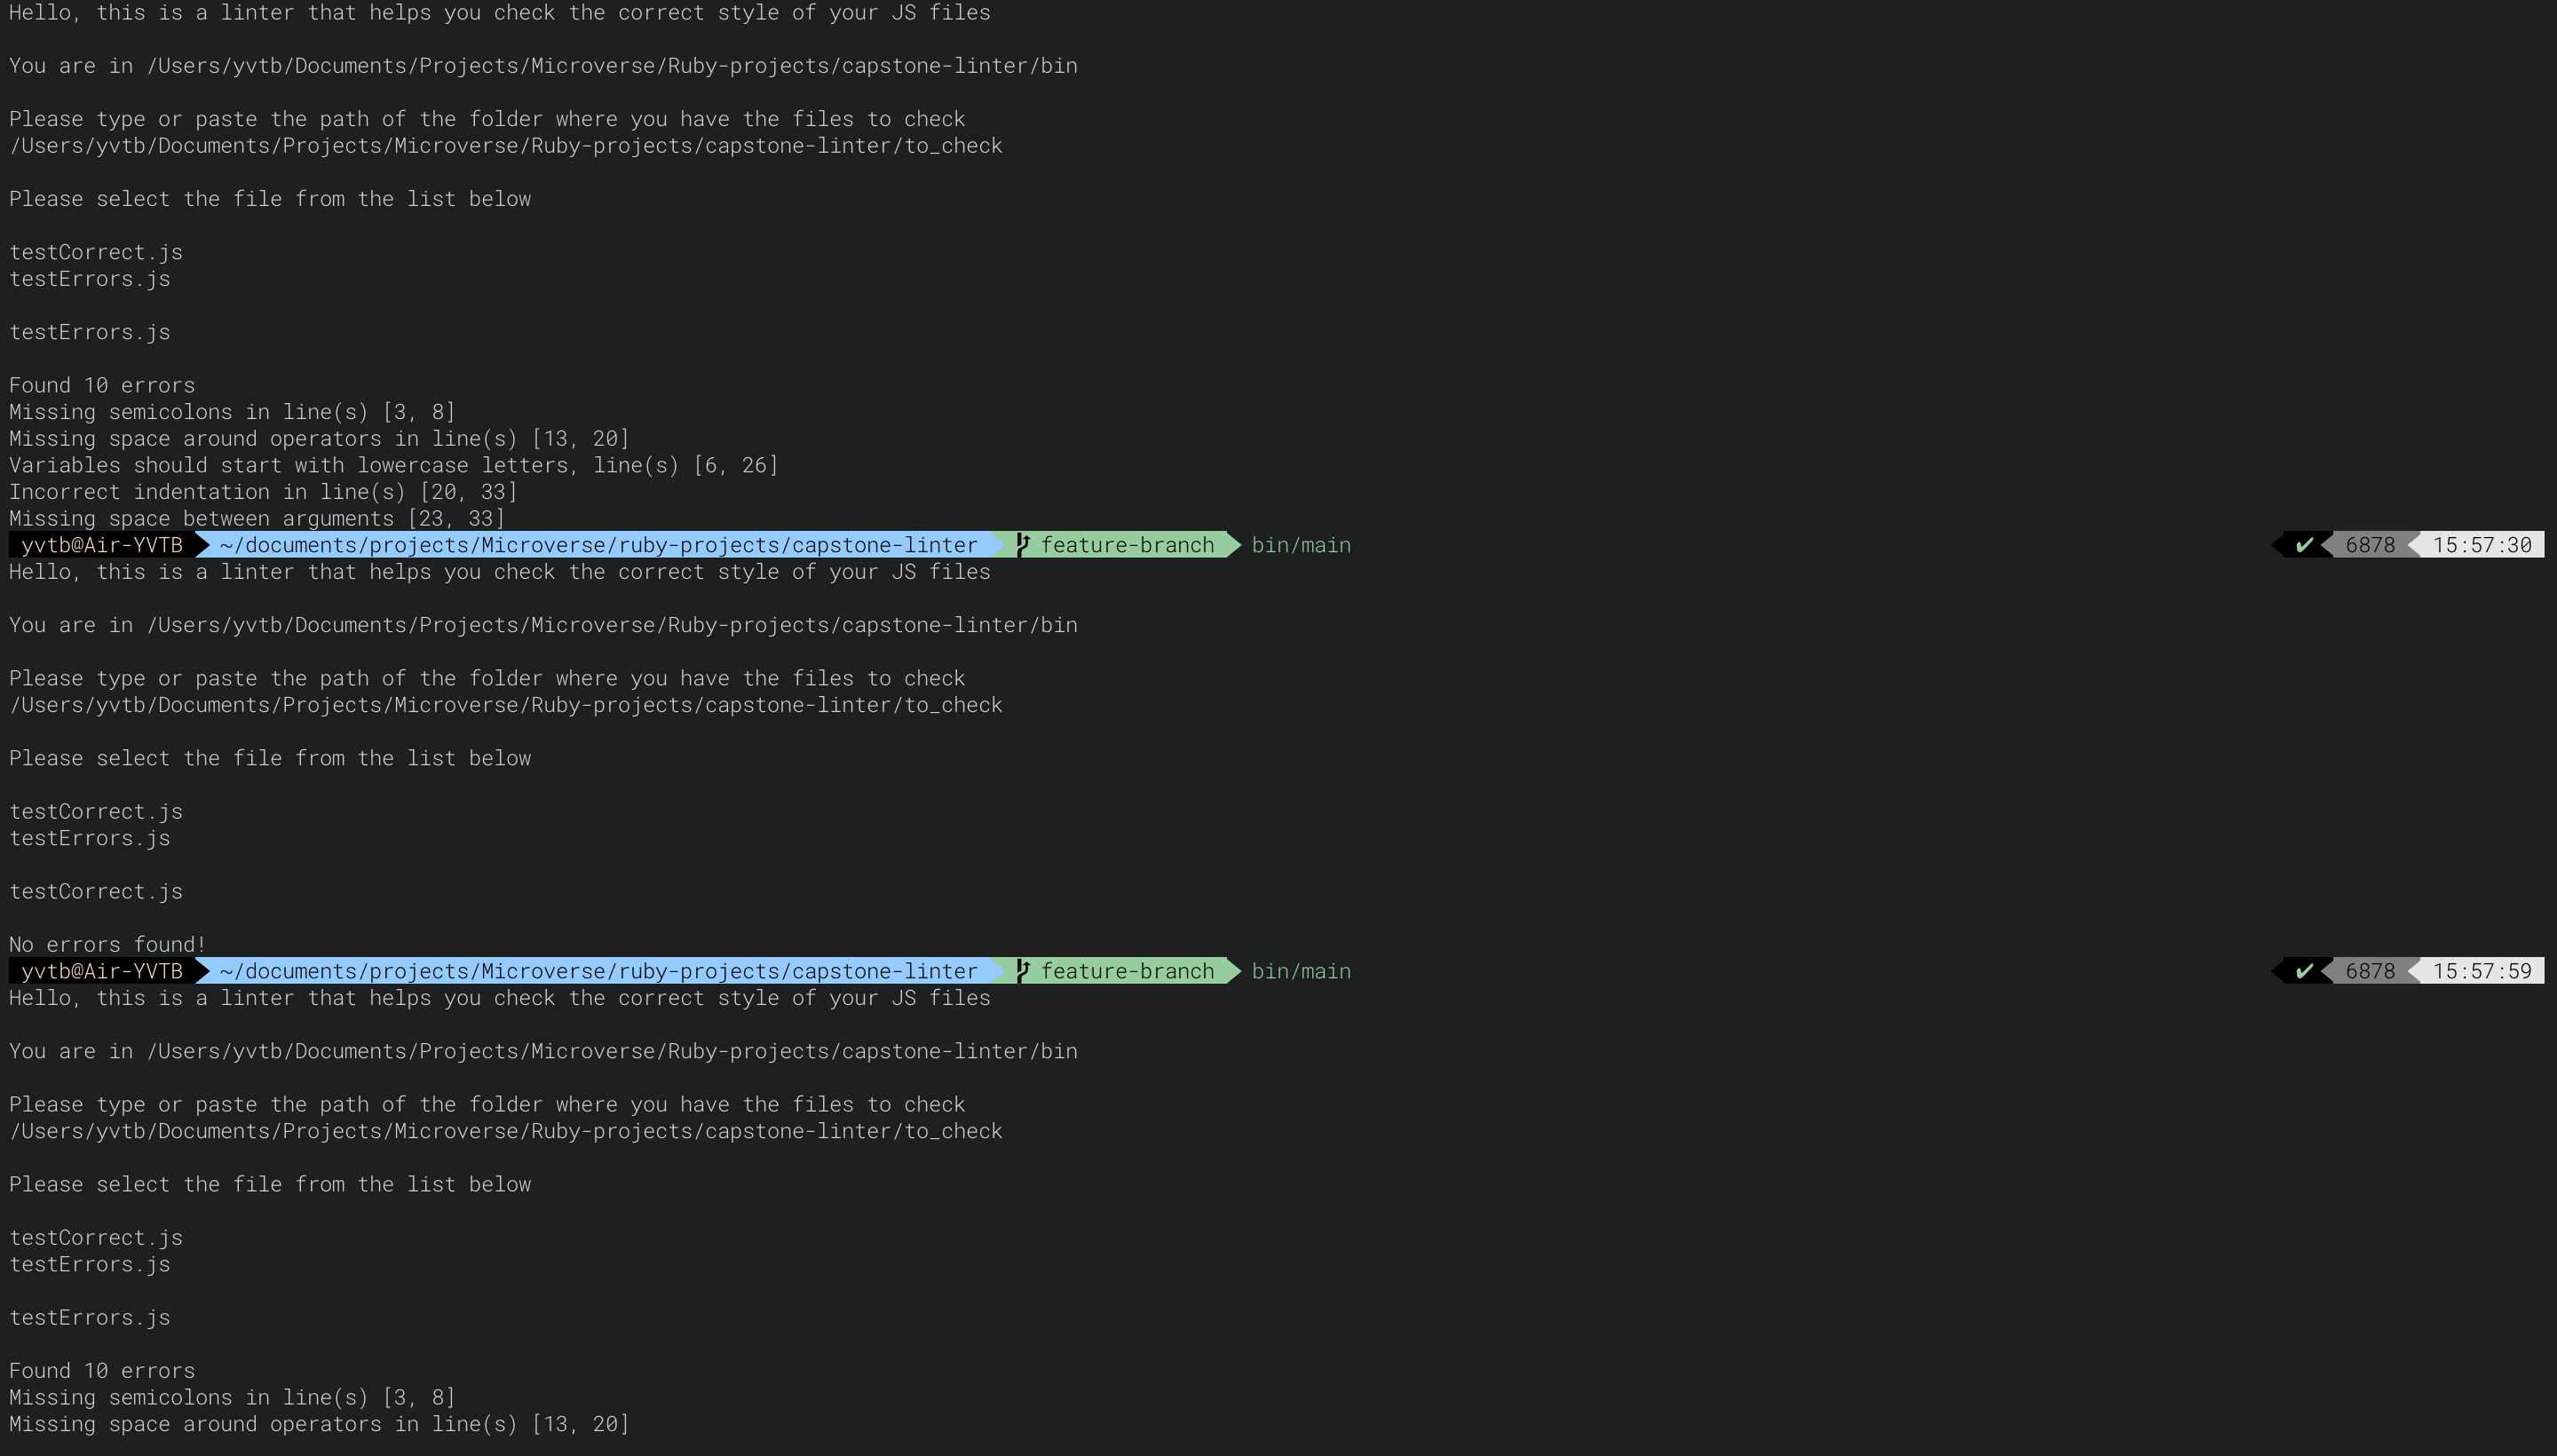 Hello, this is a linter that helps you check the correct style of your JS files
You are in /Users/yvtb/Documents/Projects/Microverse/Ruby-projects/capstone-linter/bin
Please type or paste the path of the folder where you have the files to check
/Users/yvtb/Documents/Projects/Microverse/Ruby-projects/capstone-linter/to_check
Please select the file from the list below
testCorrect.js
testErrors.js
testErrors.js
Found 10 errors
Missing semicolons in line(s) [3, 8]
Missing space around operators in line(s) [13, 20]
Variables should start with lowercase letters, line(s) [6, 26]
Incorrect indentation in line(s) [20, 33]
Missing space between arguments [23, 33]
yvtb@Air-YVTB ~/documents/projects/Microverse/ruby-projects/capstone-linter feature-branch bin/main ✔ 6878 15:57:30
Hello, this is a linter that helps you check the correct style of your JS files
You are in /Users/yvtb/Documents/Projects/Microverse/Ruby-projects/capstone-linter/bin
Please type or paste the path of the folder where you have the files to check
/Users/yvtb/Documents/Projects/Microverse/Ruby-projects/capstone-linter/to_check
Please select the file from the list below
testCorrect.js
testErrors.js
testCorrect.js
No errors found!
yvtb@Air-YVTB ~/documents/projects/Microverse/ruby-projects/capstone-linter feature-branch bin/main ✔ 6878 15:57:59
Hello, this is a linter that helps you check the correct style of your JS files
You are in /Users/yvtb/Documents/Projects/Microverse/Ruby-projects/capstone-linter/bin
Please type or paste the path of the folder where you have the files to check
/Users/yvtb/Documents/Projects/Microverse/Ruby-projects/capstone-linter/to_check
Please select the file from the list below
testCorrect.js
testErrors.js
testErrors.js
Found 10 errors
Missing semicolons in line(s) [3, 8]
Missing space around operators in line(s) [13, 20]